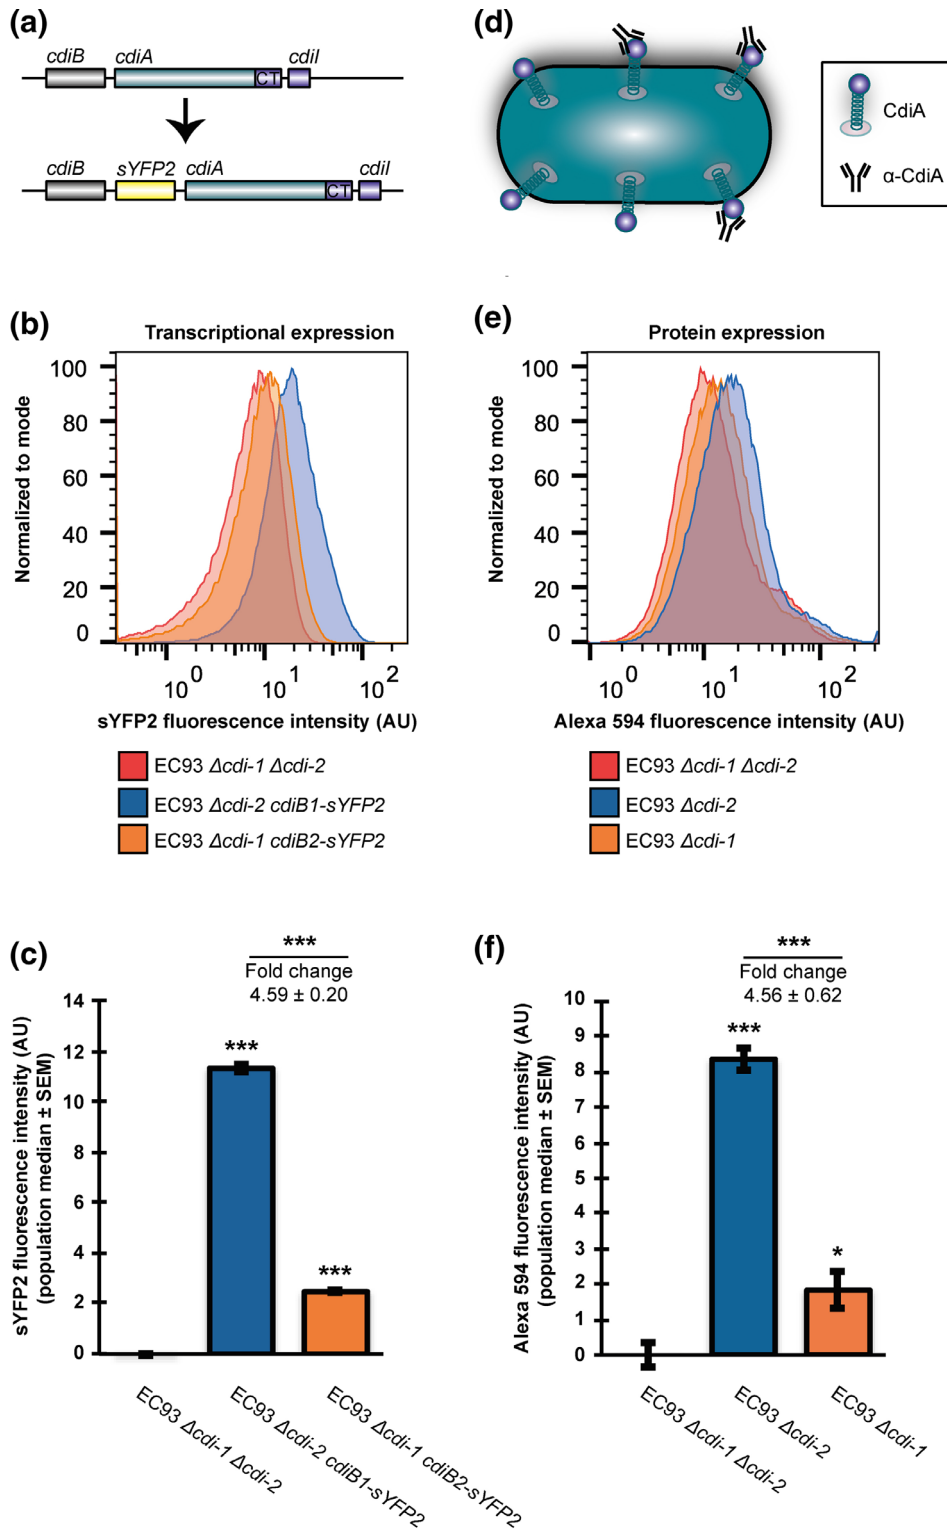 (a)
cdiB cdiA cdiI
CT
cdiB sYFP2 cdiA cdiI
CT
(b)
Transcriptional expression
Normalized to mode
100
80
60
40
20
0
10^0 10^1 10^2
sYFP2 fluorescence intensity (AU)
EC93 Δcdi-1 Δcdi-2
EC93 Δcdi-2 cdiB1-sYFP2
EC93 Δcdi-1 cdiB2-sYFP2
(c)
***
Fold change
4.59 ± 0.20
sYFP2 fluorescence intensity (AU)
(population median ± SEM)
14
12
10
8
6
4
2
0
***
***
EC93 Δcdi-1 Δcdi-2
EC93 Δcdi-2 cdiB1-sYFP2
EC93 Δcdi-1 cdiB2-sYFP2
(d)
CdiA
α-CdiA
(e)
Protein expression
Normalized to mode
100
80
60
40
20
0
10^0 10^1 10^2
Alexa 594 fluorescence intensity (AU)
EC93 Δcdi-1 Δcdi-2
EC93 Δcdi-2
EC93 Δcdi-1
(f)
***
Fold change
4.56 ± 0.62
Alexa 594 fluorescence intensity (AU)
(population median ± SEM)
10
9
8
7
6
5
4
3
2
1
0
***
*
EC93 Δcdi-1 Δcdi-2
EC93 Δcdi-2
EC93 Δcdi-1